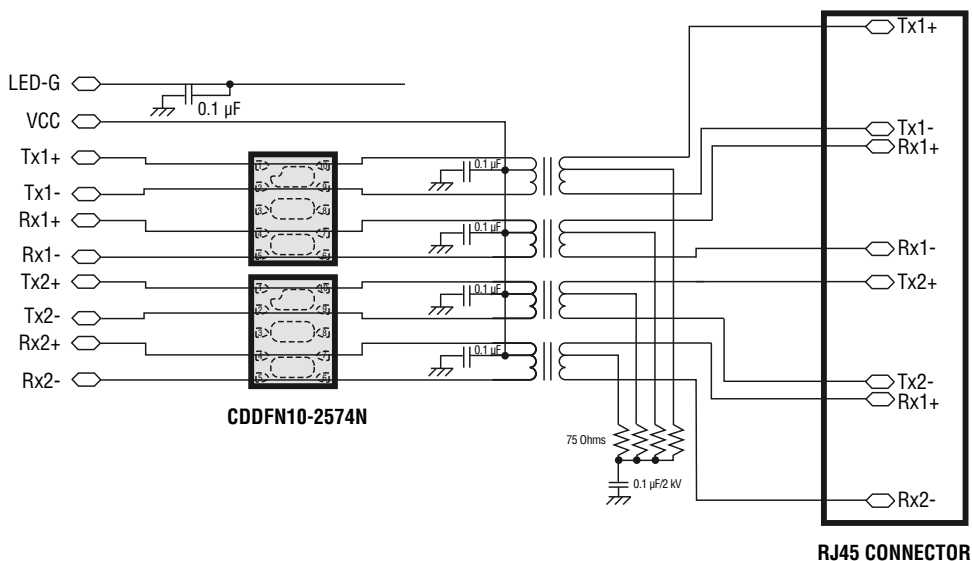 Tx1+
LED-G
0.1 µF
VCC
Tx1-
Rx1+
Tx1+
0.1 µF
Tx1-
Rx1+
0.1 µF
Rx1-
Rx1-
Tx2+
Tx2+
0.1 µF
Tx2-
Rx2+
0.1 µF
Rx2-
Tx2-
Rx1+
CDDFN10-2574N
75 Ohms
0.1 µF/2 kV
Rx2-
RJ45 CONNECTOR